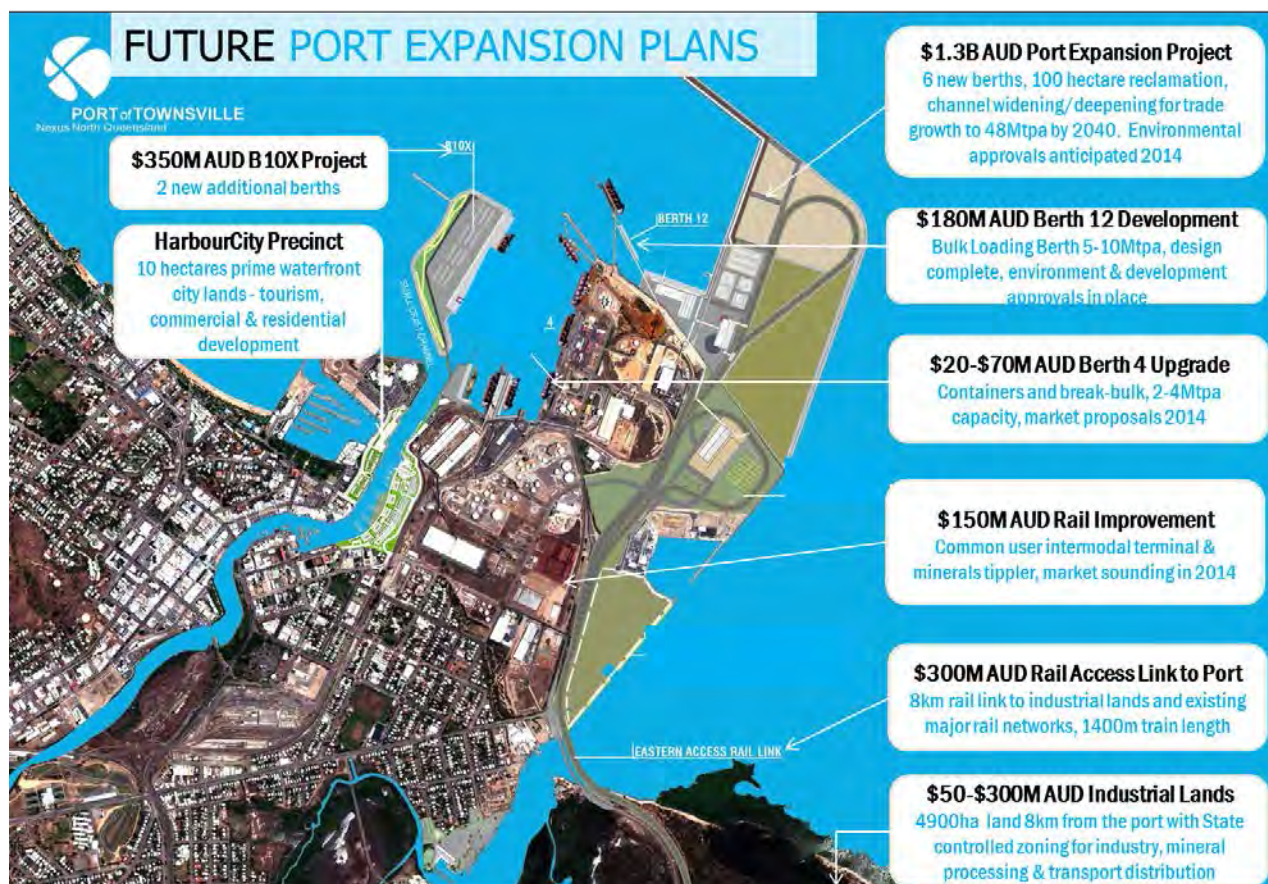 FUTURE PORT EXPANSION PLANS
PORT of TOWNSVILLE
Nexus North Queensland
$350M AUD B10X Project
2 new additional berths
HarbourCity Precinct
10 hectares prime waterfront
city lands - tourism,
commercial & residential
development
B10X
SMALL CRAFT CHANNEL
4
BERTH 12
EASTERN ACCESS RAIL LINK
$1.3B AUD Port Expansion Project
6 new berths, 100 hectare reclamation,
channel widening/deepening for trade
growth to 48Mtpa by 2040. Environmental
approvals anticipated 2014
$180M AUD Berth 12 Development
Bulk Loading Berth 5-10Mtpa, design
complete, environment & development
approvals in place
$20-$70M AUD Berth 4 Upgrade
Containers and break-bulk, 2-4Mtpa
capacity, market proposals 2014
$150M AUD Rail Improvement
Common user intermodal terminal &
minerals tippler, market sounding in 2014
$300M AUD Rail Access Link to Port
8km rail link to industrial lands and existing
major rail networks, 1400m train length
$50-$300M AUD Industrial Lands
4900ha land 8km from the port with State
controlled zoning for industry, mineral
processing & transport distribution